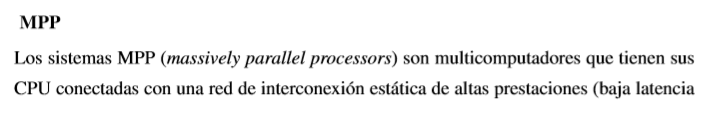 MPP
Los sistemas MPP (massively parallel processors) son multicomputadores que tienen sus
CPU conectadas con una red de interconexión estática de altas prestaciones (baja latencia